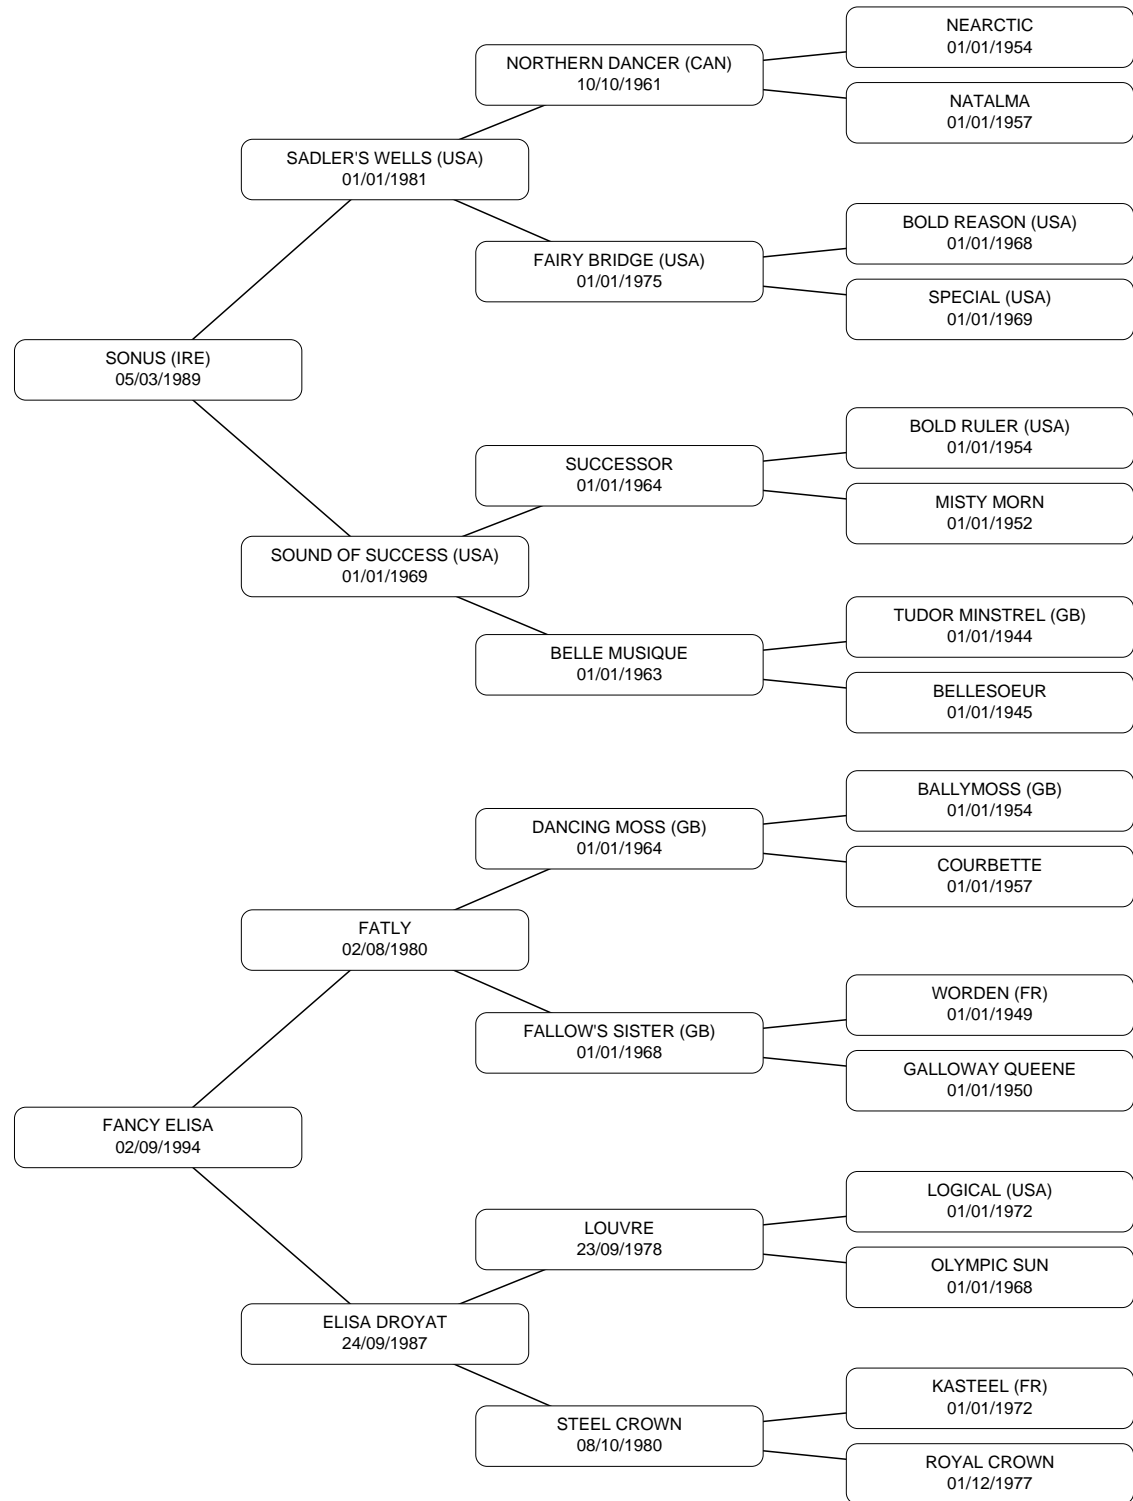 NEARCTIC
01/01/1954
NORTHERN DANCER (CAN)
10/10/1961
NATALMA
01/01/1957
SADLER'S WELLS (USA)
01/01/1981
BOLD REASON (USA)
01/01/1968
FAIRY BRIDGE (USA)
01/01/1975
SPECIAL (USA)
01/01/1969
SONUS (IRE)
05/03/1989
BOLD RULER (USA)
01/01/1954
SUCCESSOR
01/01/1964
MISTY MORN
01/01/1952
SOUND OF SUCCESS (USA)
01/01/1969
TUDOR MINSTREL (GB)
01/01/1944
BELLE MUSIQUE
01/01/1963
BELLESOEUR
01/01/1945
BALLYMOSS (GB)
01/01/1954
DANCING MOSS (GB)
01/01/1964
COURBETTE
01/01/1957
FATLY
02/08/1980
WORDEN (FR)
01/01/1949
FALLOW'S SISTER (GB)
01/01/1968
GALLOWAY QUEENE
01/01/1950
FANCY ELISA
02/09/1994
LOGICAL (USA)
01/01/1972
LOUVRE
23/09/1978
OLYMPIC SUN
01/01/1968
ELISA DROYAT
24/09/1987
KASTEEL (FR)
01/01/1972
STEEL CROWN
08/10/1980
ROYAL CROWN
01/12/1977